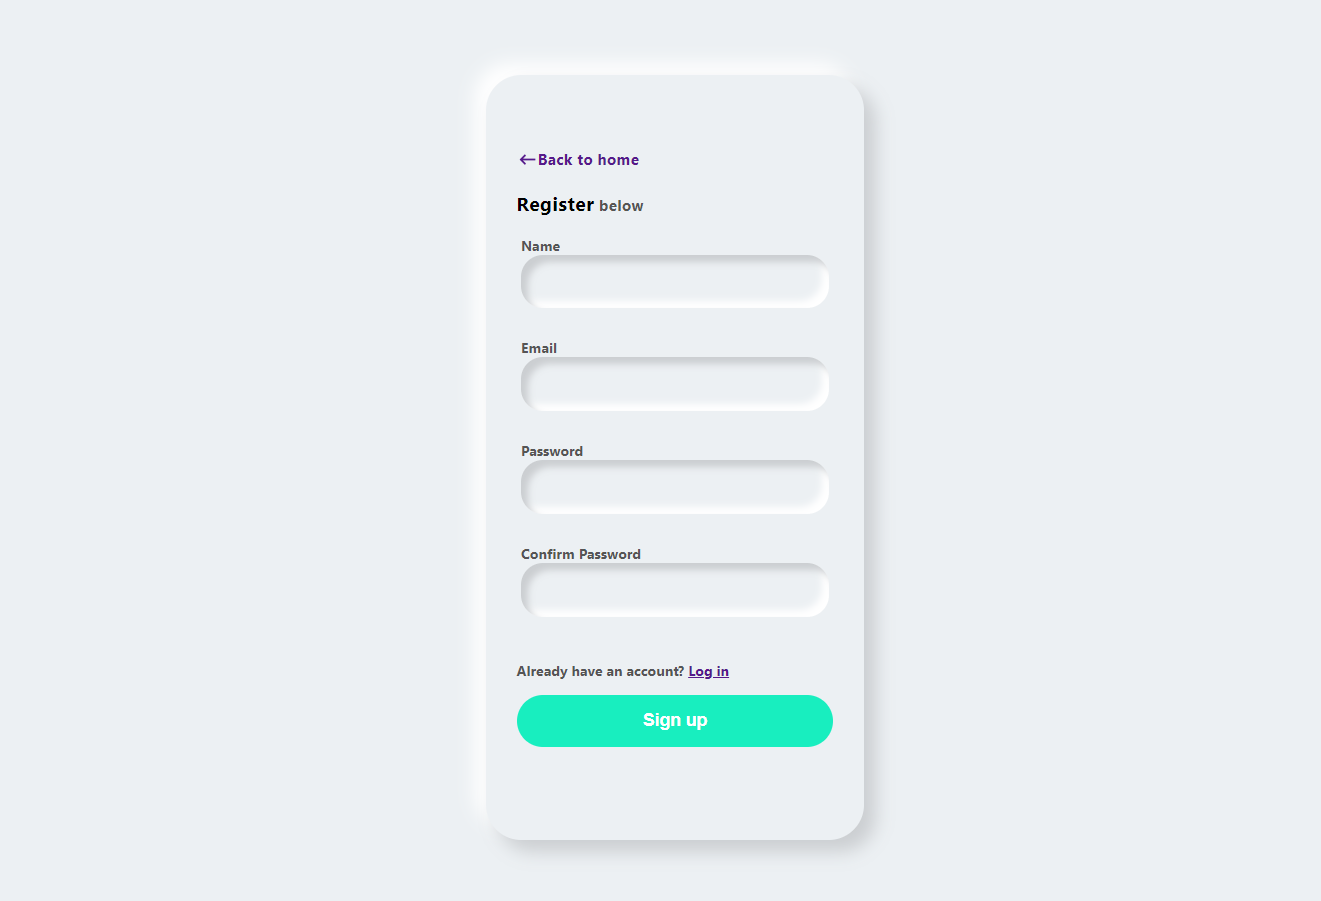 Back to home
Register below
Name
Email
Password
Confirm Password
Already have an account? Log in
Sign up